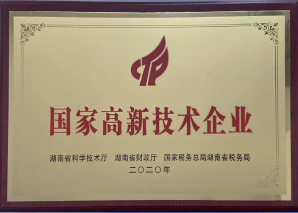 国家高新技术企业
湖南省科学技术厅 湖南省财政厅 国家税务总局湖南省税务局
二〇二〇年